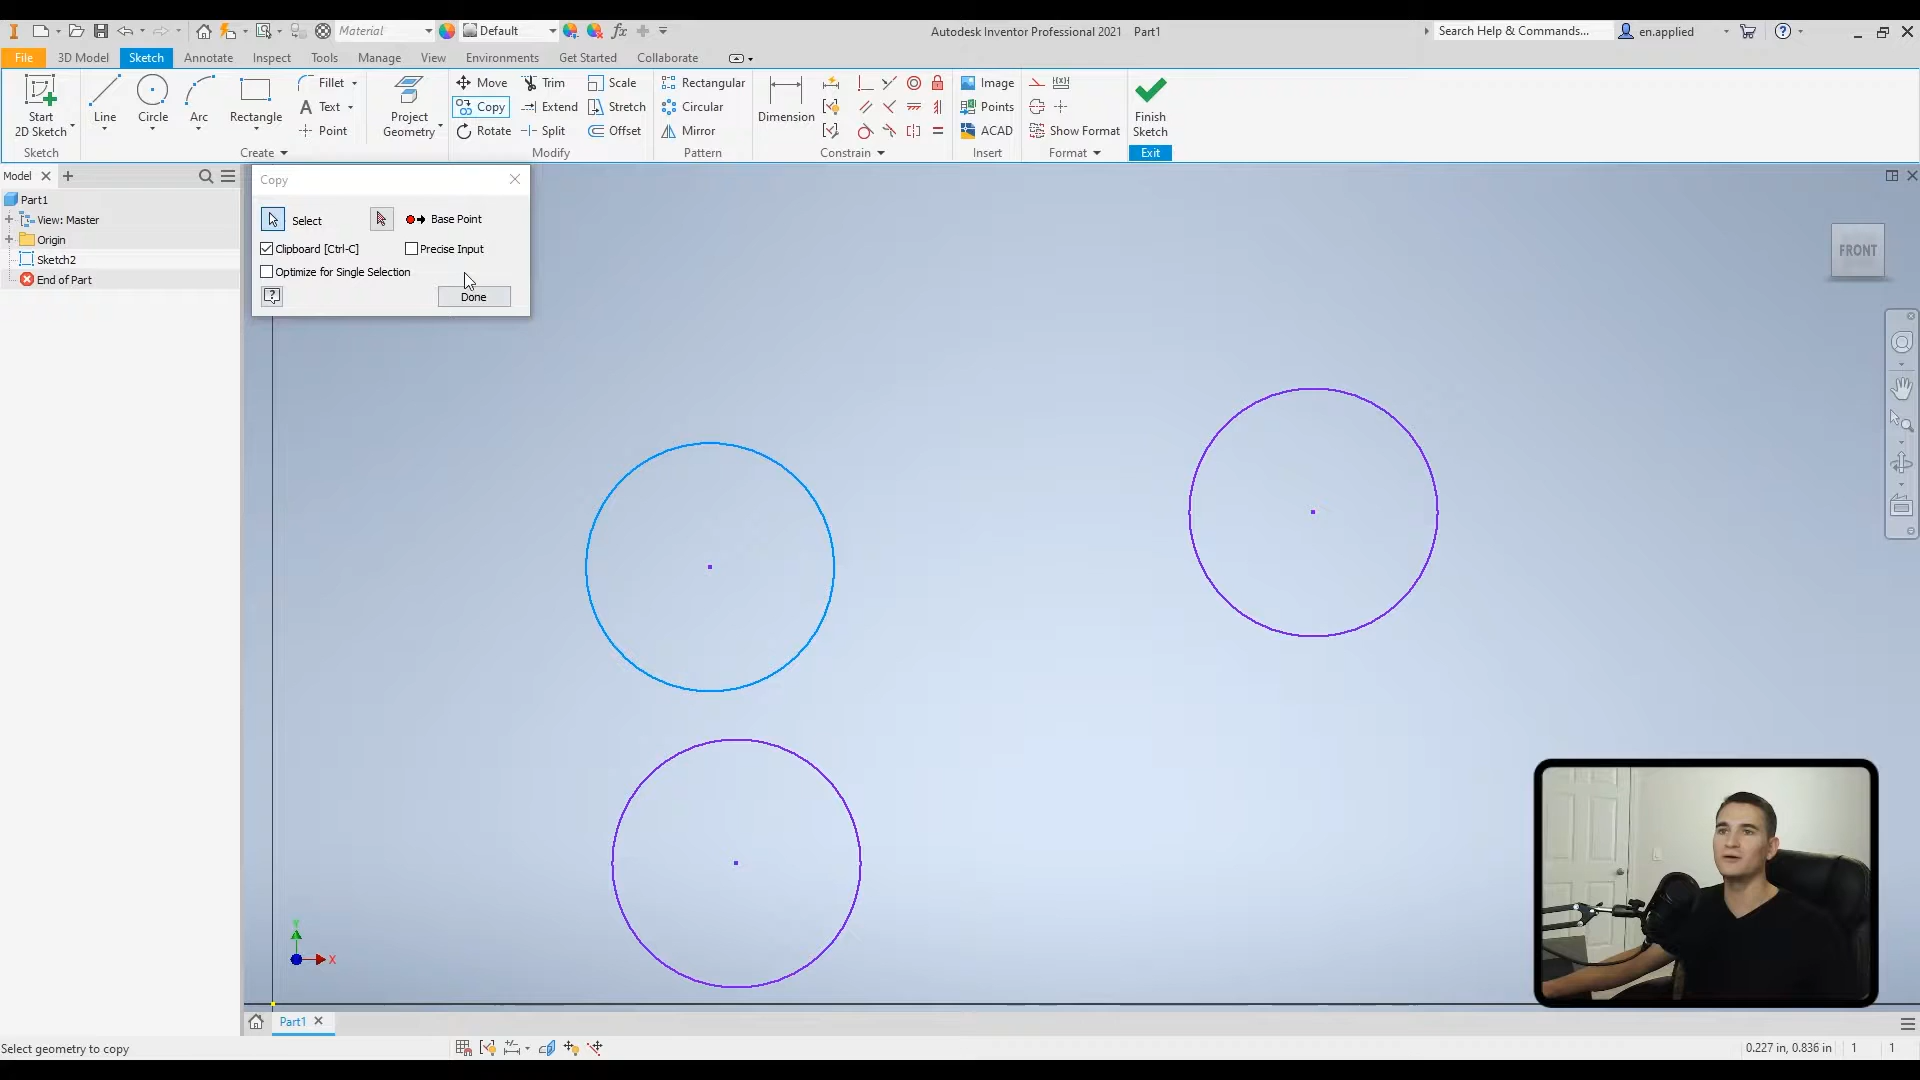 Material
Default
Autodesk Inventor Professional 2021 Part1
Search Help & Commands...
en.applied
File 3D Model Sketch Annotate Inspect Tools Manage View Environments Get Started Collaborate
Start
2D Sketch
Line
Circle
Arc
Rectangle
Fillet
Text
Point
Project
Geometry
Move
Copy
Rotate
Trim
Extend
Split
Scale
Stretch
Offset
Rectangular
Circular
Mirror
Dimension
Image
Points
ACAD
Show Format
Finish
Sketch
Sketch
Create
Modify
Pattern
Constrain
Insert
Format
Exit
Model
Part1
View: Master
Origin
Sketch2
End of Part
Copy
Select
Base Point
Clipboard [Ctrl-C]
Precise Input
Optimize for Single Selection
Done
FRONT
Y
X
Part1
Select geometry to copy
0.227 in, 0.836 in 1 1